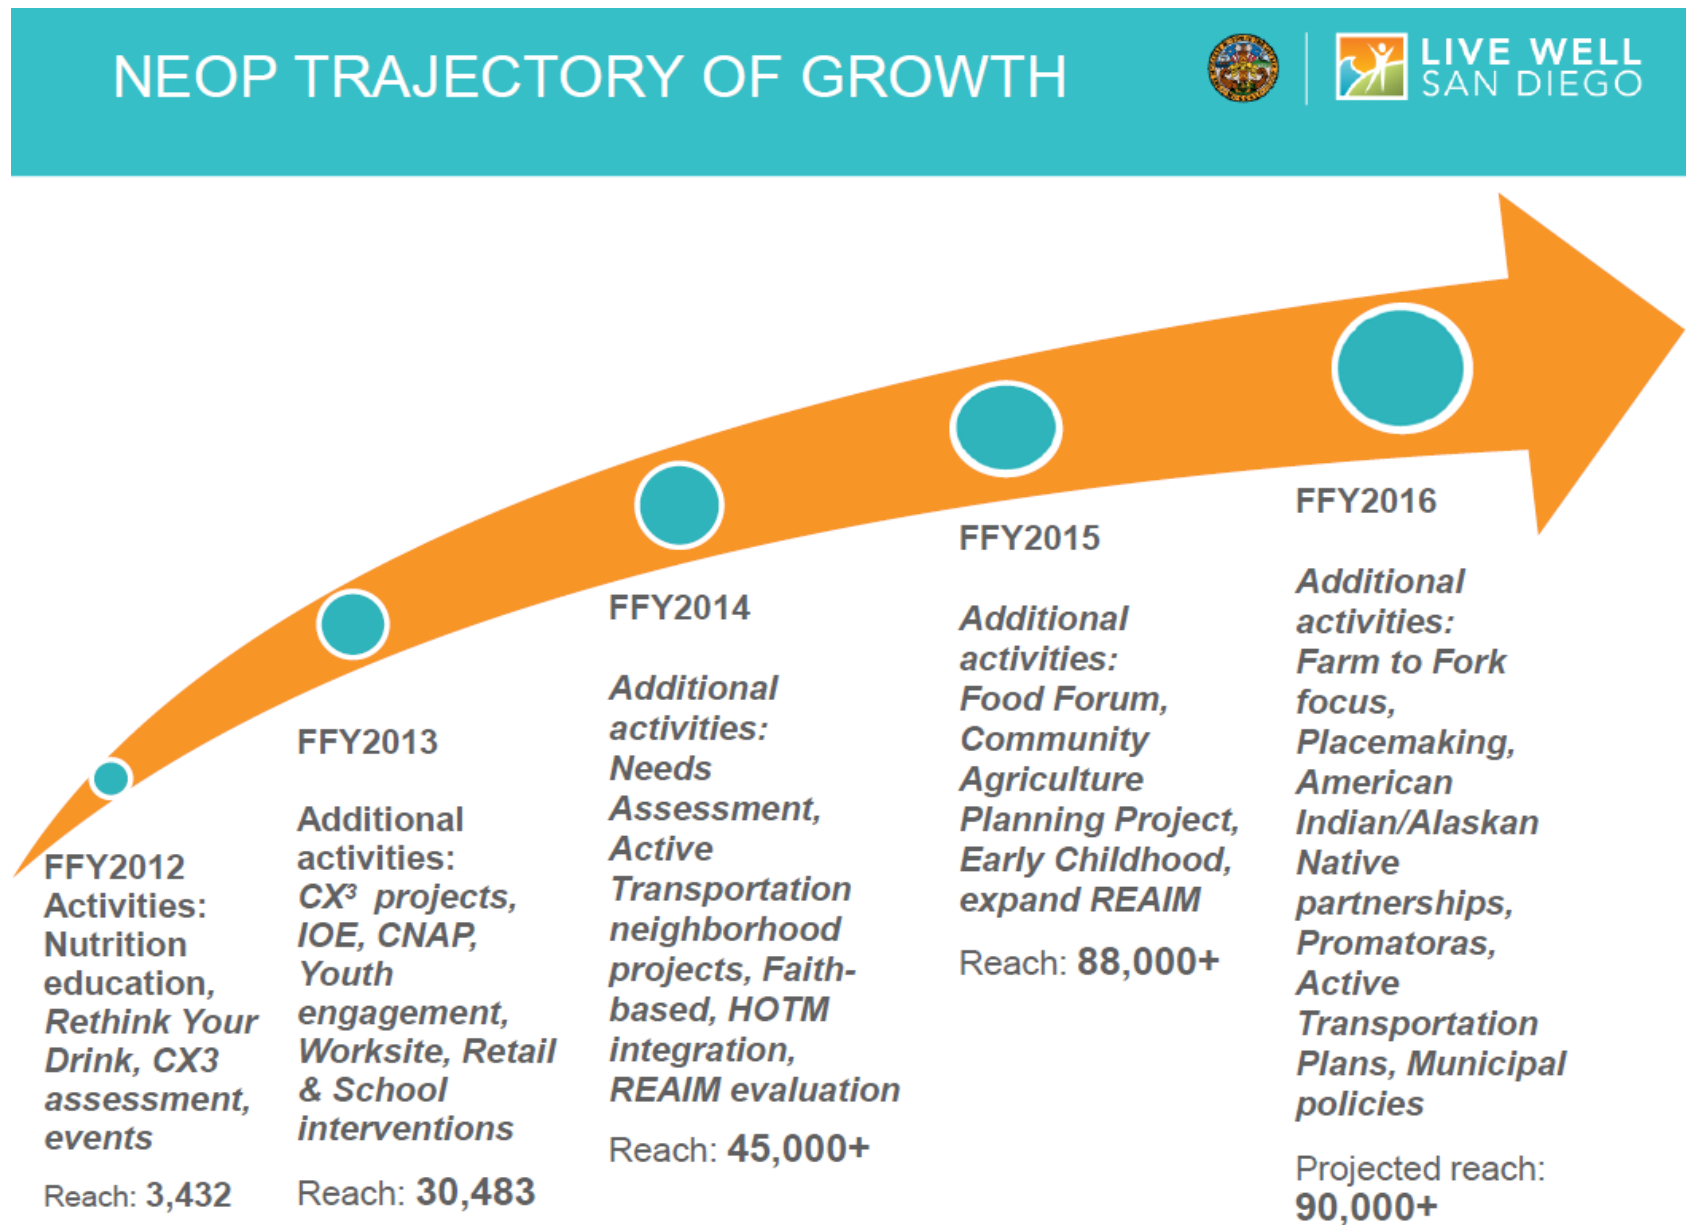 NEOP TRAJECTORY OF GROWTH
LIVE WELL
SAN DIEGO
FFY2012
Activities:
Nutrition
education,
Rethink Your
Drink, CX3
assessment,
events
Reach: 3,432
FFY2013
Additional
activities:
CX³ projects,
IOE, CNAP,
Youth
engagement,
Worksite, Retail
& School
interventions
Reach: 30,483
FFY2014
Additional
activities:
Needs
Assessment,
Active
Transportation
neighborhood
projects, Faith-
based, HOTM
integration,
REAIM evaluation
Reach: 45,000+
FFY2015
Additional
activities:
Food Forum,
Community
Agriculture
Planning Project,
Early Childhood,
expand REAIM
Reach: 88,000+
FFY2016
Additional
activities:
Farm to Fork
focus,
Placemaking,
American
Indian/Alaskan
Native
partnerships,
Promatoras,
Active
Transportation
Plans, Municipal
policies
Projected reach:
90,000+